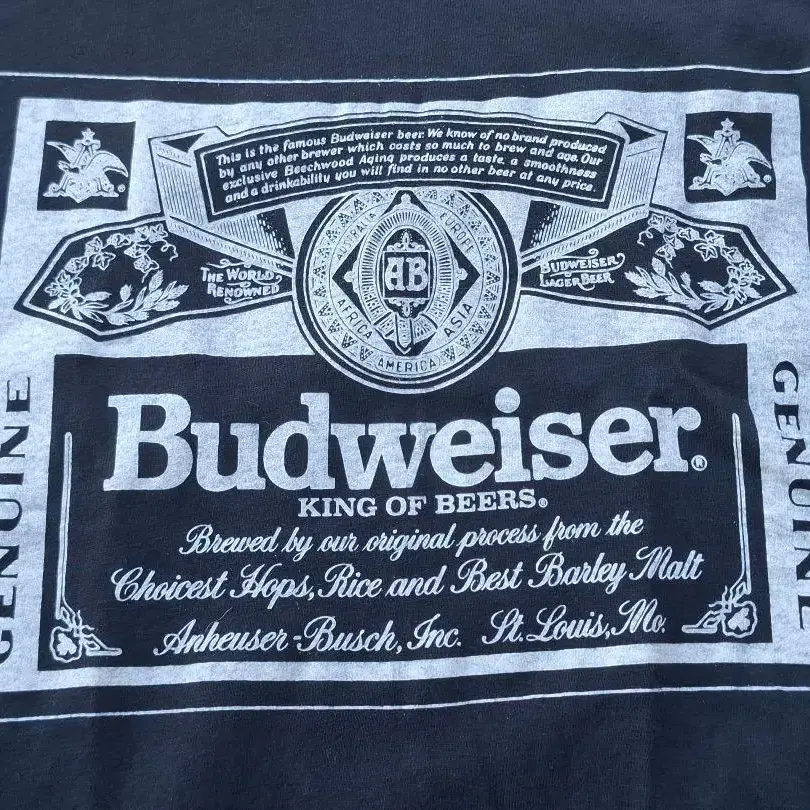 This is the famous Budweiser beer. We know of no brand produced
by any other brewer which costs so much to brew and age. Our
exclusive Beechwood Aging produces a taste, a smoothness
and a drinkability you will find in no other beer at any price.
THE WORLD
RENOWNED
BUDWEISER
LAGER BEER
AUSTRALIA
EUROPE
AB
AFRICA
ASIA
AMERICA
GENUINE
GENUINE
Budweiser®
KING OF BEERS®
Brewed by our original process from the
Choicest Hops, Rice and Best Barley Malt
Anheuser-Busch, Inc. St. Louis, Mo.